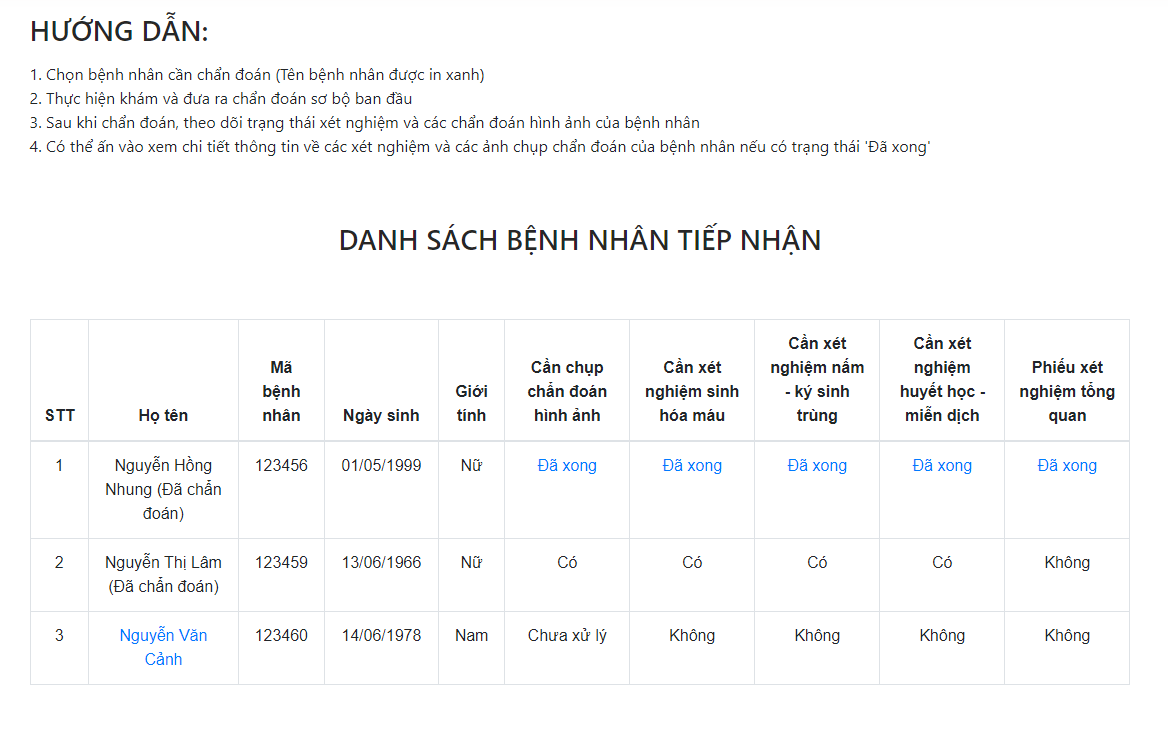 HƯỚNG DẪN:
1. Chọn bệnh nhân cần chẩn đoán (Tên bệnh nhân được in xanh)
2. Thực hiện khám và đưa ra chẩn đoán sơ bộ ban đầu
3. Sau khi chẩn đoán, theo dõi trạng thái xét nghiệm và các chẩn đoán hình ảnh của bệnh nhân
4. Có thể ấn vào xem chi tiết thông tin về các xét nghiệm và các ảnh chụp chẩn đoán của bệnh nhân nếu có trạng thái 'Đã xong'
DANH SÁCH BỆNH NHÂN TIẾP NHẬN
STT
Họ tên
Mã
bệnh
nhân
Ngày sinh
Giới
tính
Cần chụp
chẩn đoán
hình ảnh
Cần xét
nghiệm sinh
hóa máu
Cần xét
nghiệm nấm
- ký sinh
trùng
Cần xét
nghiệm
huyết học -
miễn dịch
Phiếu xét
nghiệm tổng
quan
1
Nguyễn Hồng
Nhung (Đã chẩn
đoán)
123456
01/05/1999
Nữ
Đã xong
Đã xong
Đã xong
Đã xong
Đã xong
2
Nguyễn Thị Lâm
(Đã chẩn đoán)
123459
13/06/1966
Nữ
Có
Có
Có
Có
Không
3
Nguyễn Văn
Cảnh
123460
14/06/1978
Nam
Chưa xử lý
Không
Không
Không
Không